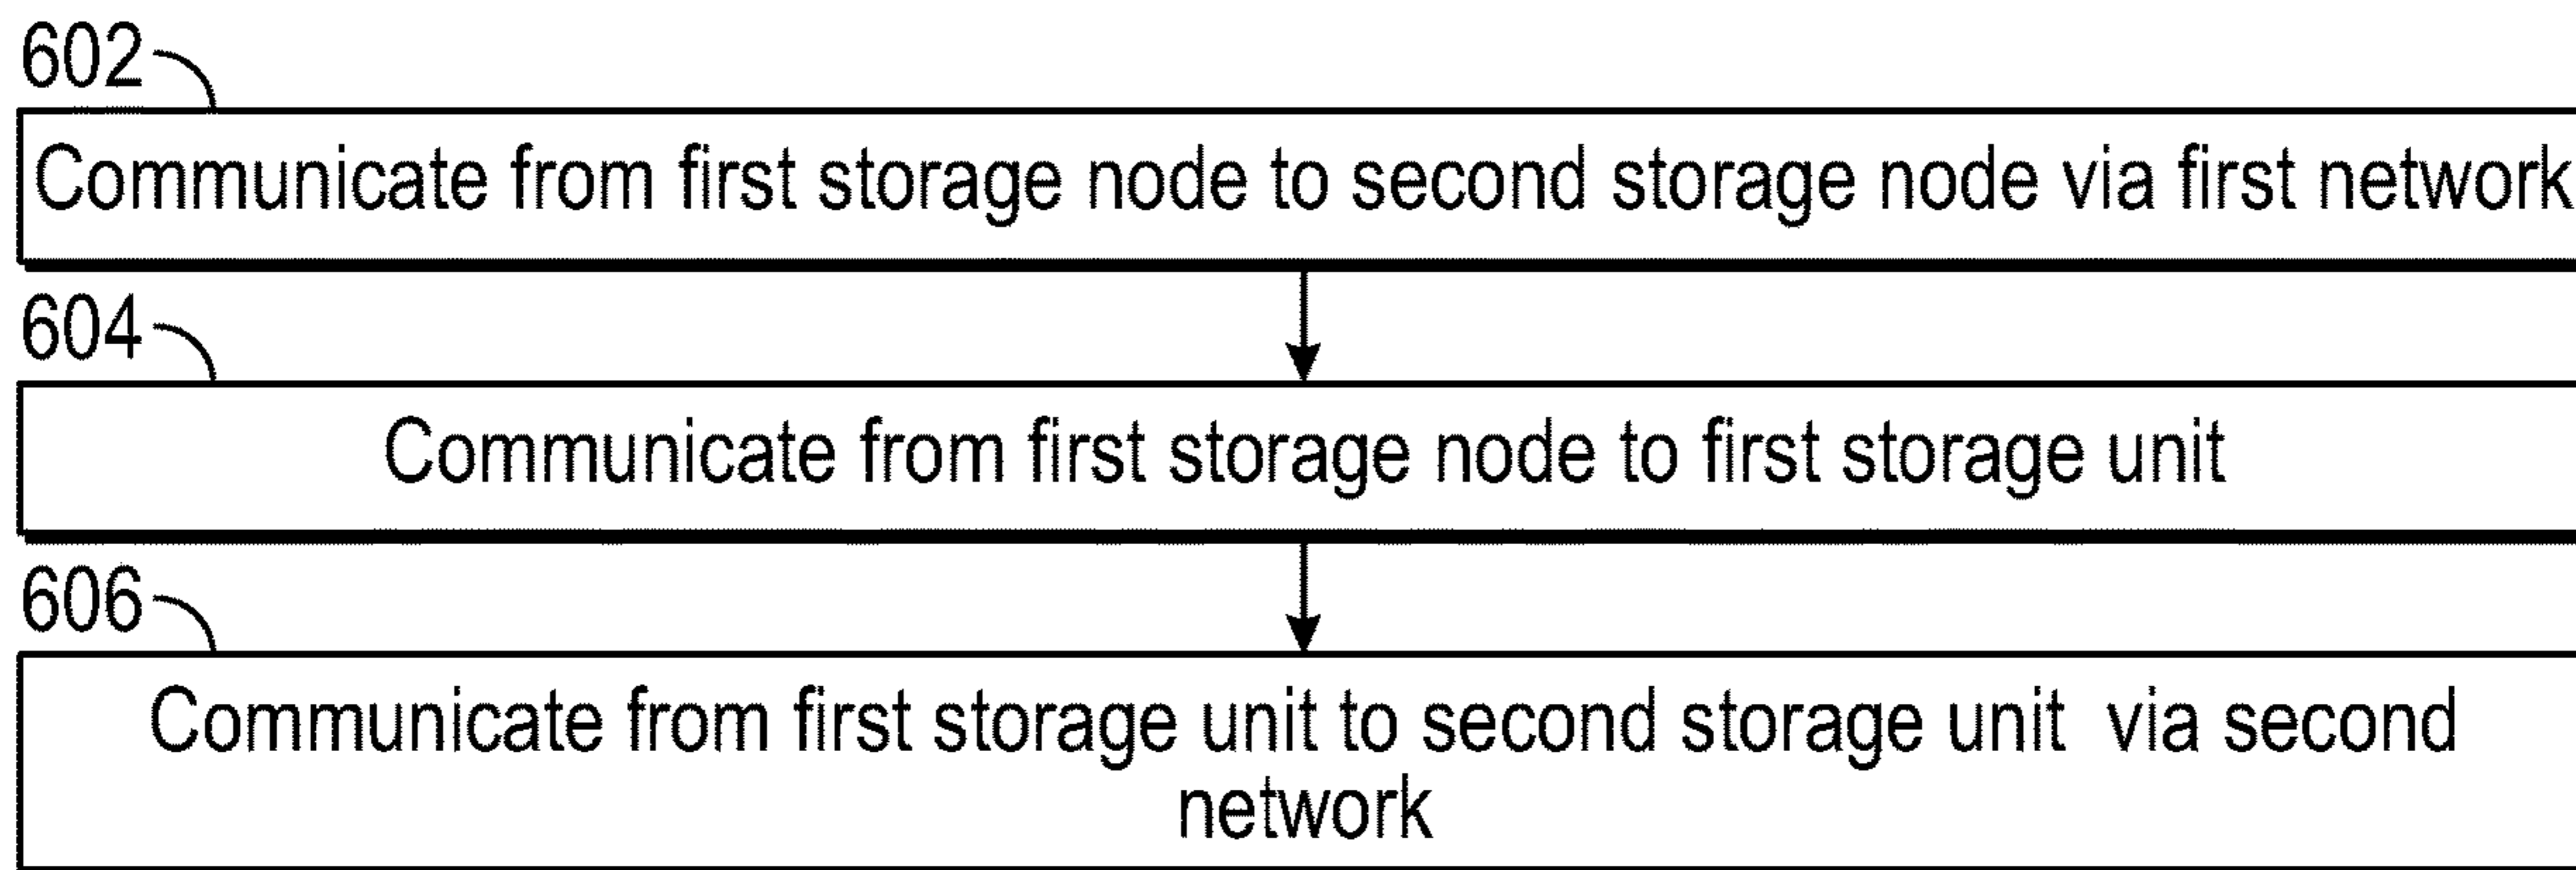 602
Communicate from first storage node to second storage node via first network
604
Communicate from first storage node to first storage unit
606
Communicate from first storage unit to second storage unit via second
network